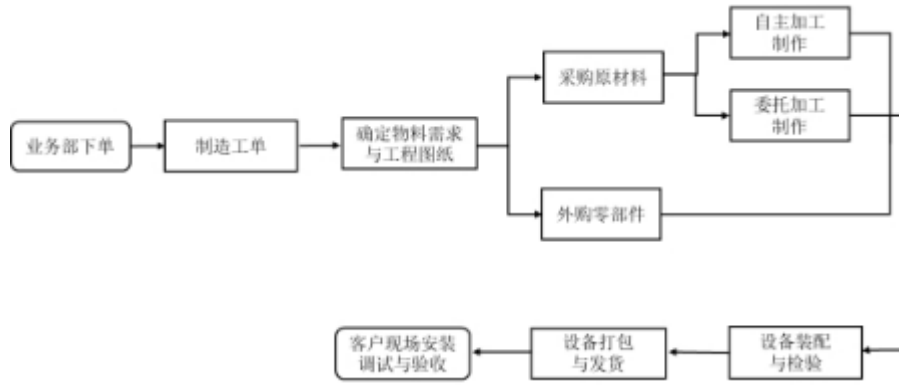 自主加工
制作
采购原材料
委托加工
制作
业务部下单
制造工单
确定物料需求
与工程图纸
外购零部件
客户现场安装
调试与验收
设备打包
与发货
设备装配
与检验